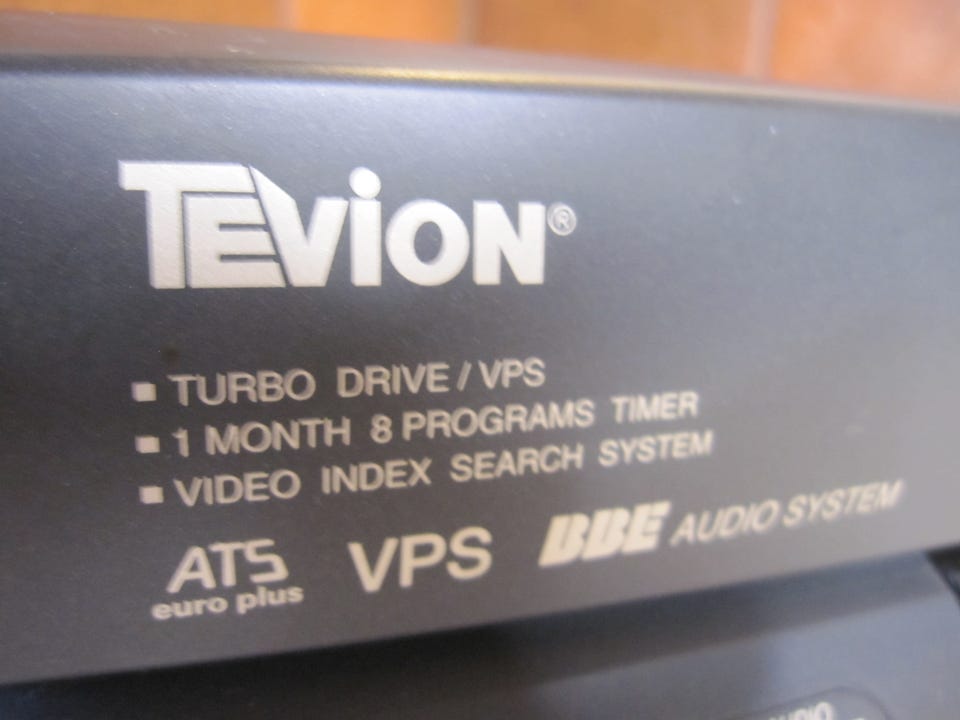 TEViON®
■ TURBO DRIVE / VPS
■ 1 MONTH 8 PROGRAMS TIMER
■ VIDEO INDEX SEARCH SYSTEM
ATS euro plus VPS BBE AUDIO SYSTEM